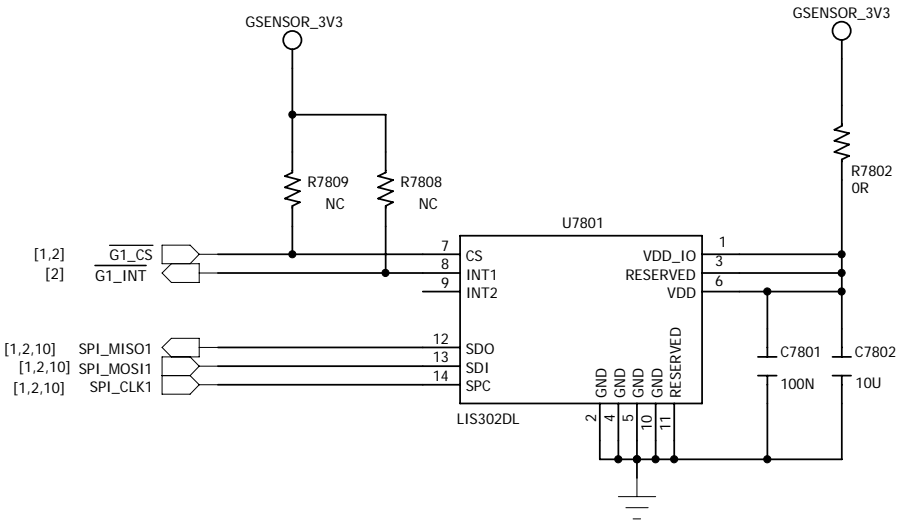 GSENSOR_3V3
GSENSOR_3V3
R7809
NC
R7808
NC
R7802
0R
U7801
[1,2] G1_CS
7
CS
[2] G1_INT
8
INT1
9
INT2
[1,2,10] SPI_MISO1
12
SDO
[1,2,10] SPI_MOSI1
13
SDI
[1,2,10] SPI_CLK1
14
SPC
VDD_IO
1
RESERVED
3
VDD
6
GND
GND
GND
GND
RESERVED
2
4
5
10
11
LIS302DL
C7801
100N
C7802
10U